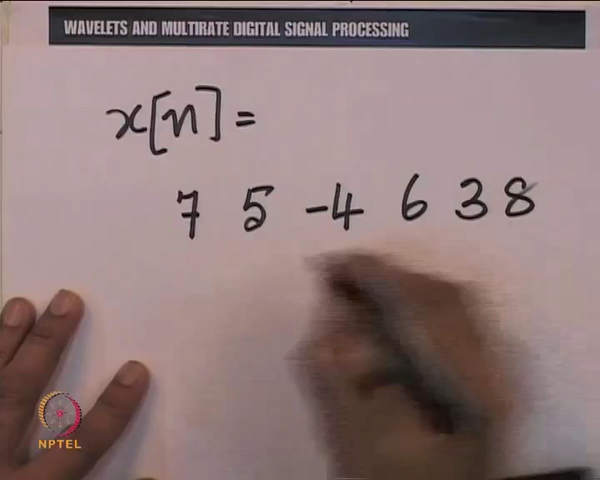 WAVELETS AND MULTIRATE DIGITAL SIGNAL PROCESSING
x[n] =
7 5 -4 6 3 8
NPTEL